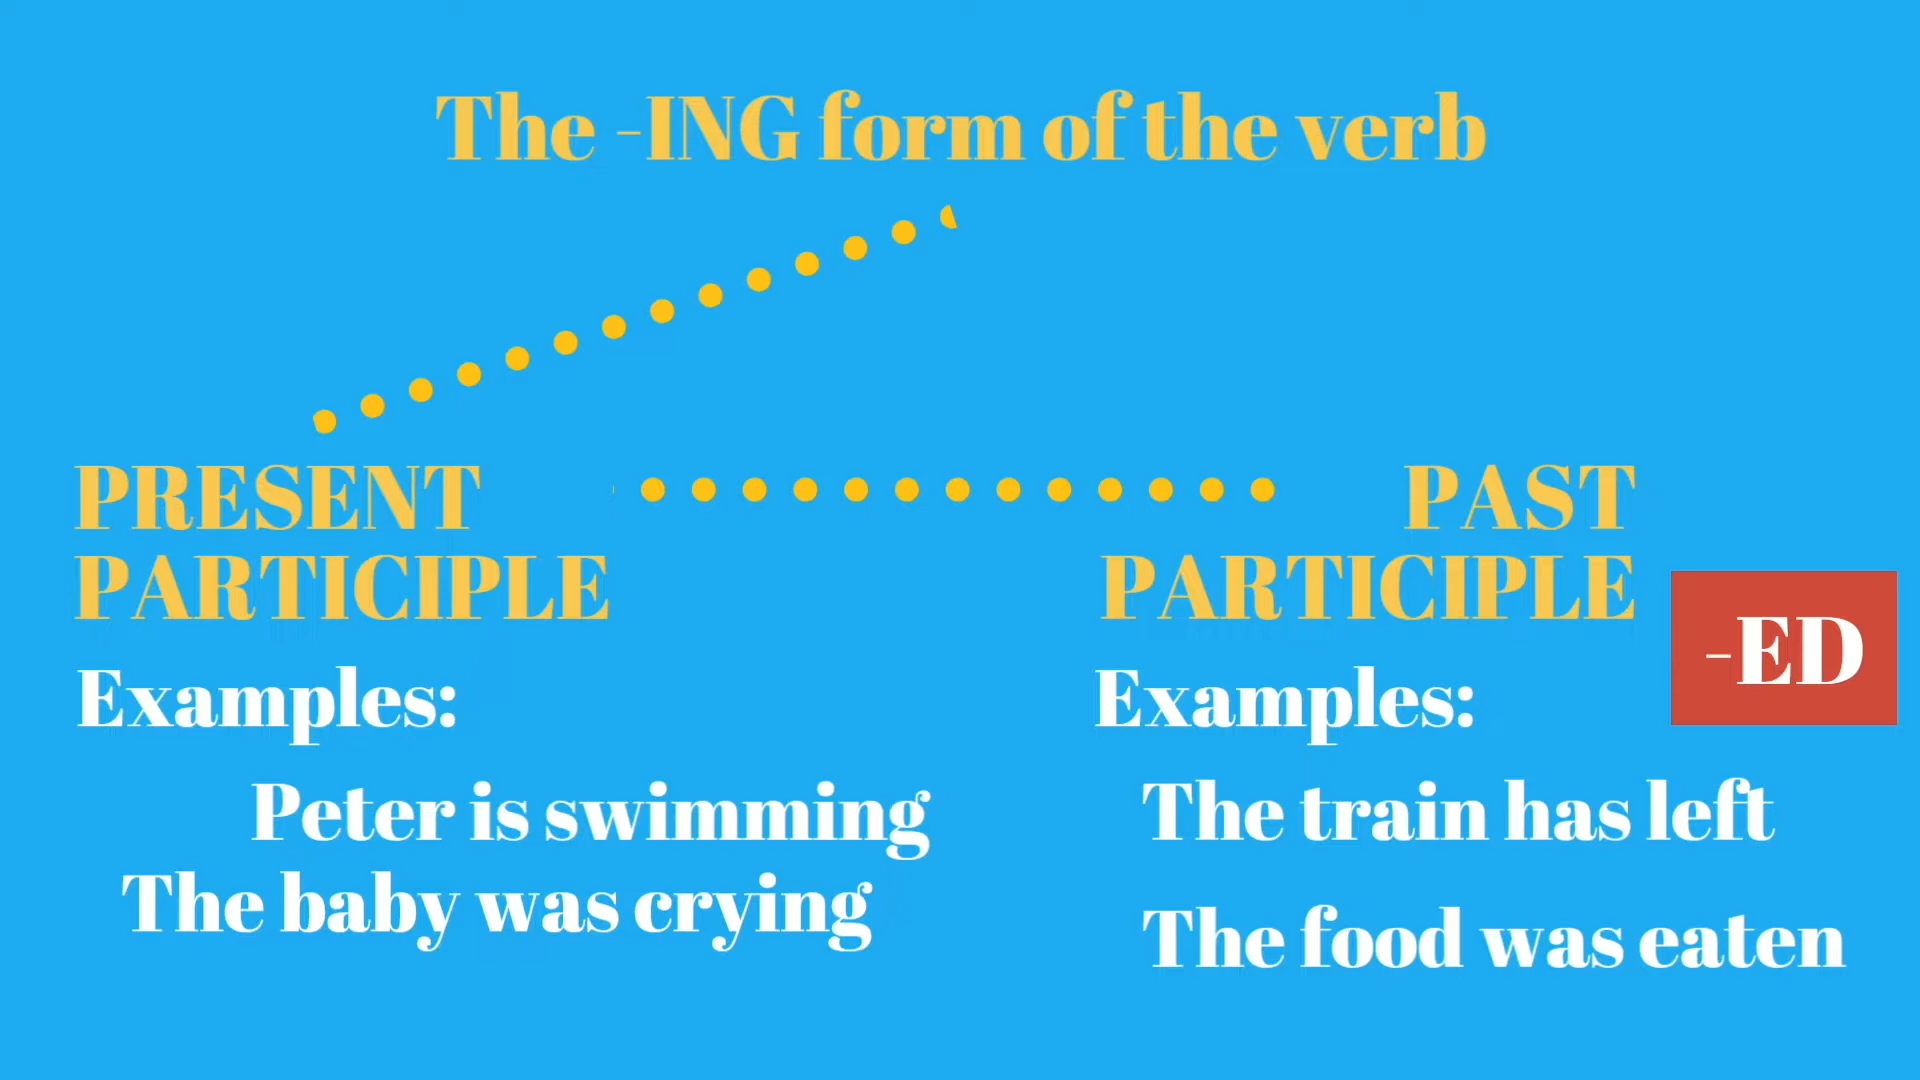 The -ING form of the verb
PRESENT
PARTICIPLE
Examples:
Peter is swimming
The baby was crying
PAST
PARTICIPLE
-ED
Examples:
The train has left
The food was eaten